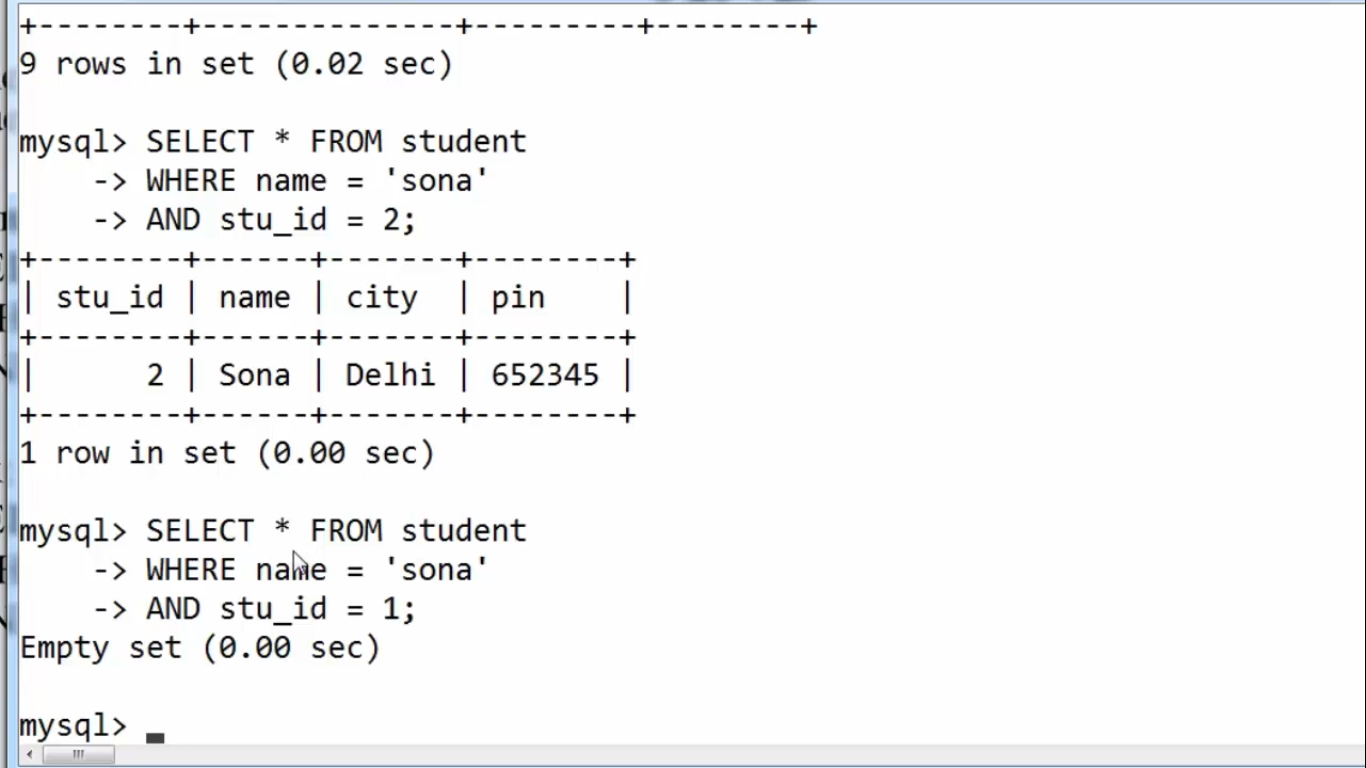 +--------+--------------+---------+--------+
9 rows in set (0.02 sec)
mysql> SELECT * FROM student
    -> WHERE name = 'sona'
    -> AND stu_id = 2;
+--------+------+-------+--------+
| stu_id | name | city  | pin    |
+--------+------+-------+--------+
|      2 | Sona | Delhi | 652345 |
+--------+------+-------+--------+
1 row in set (0.00 sec)
mysql> SELECT * FROM student
    -> WHERE name = 'sona'
    -> AND stu_id = 1;
Empty set (0.00 sec)
mysql>